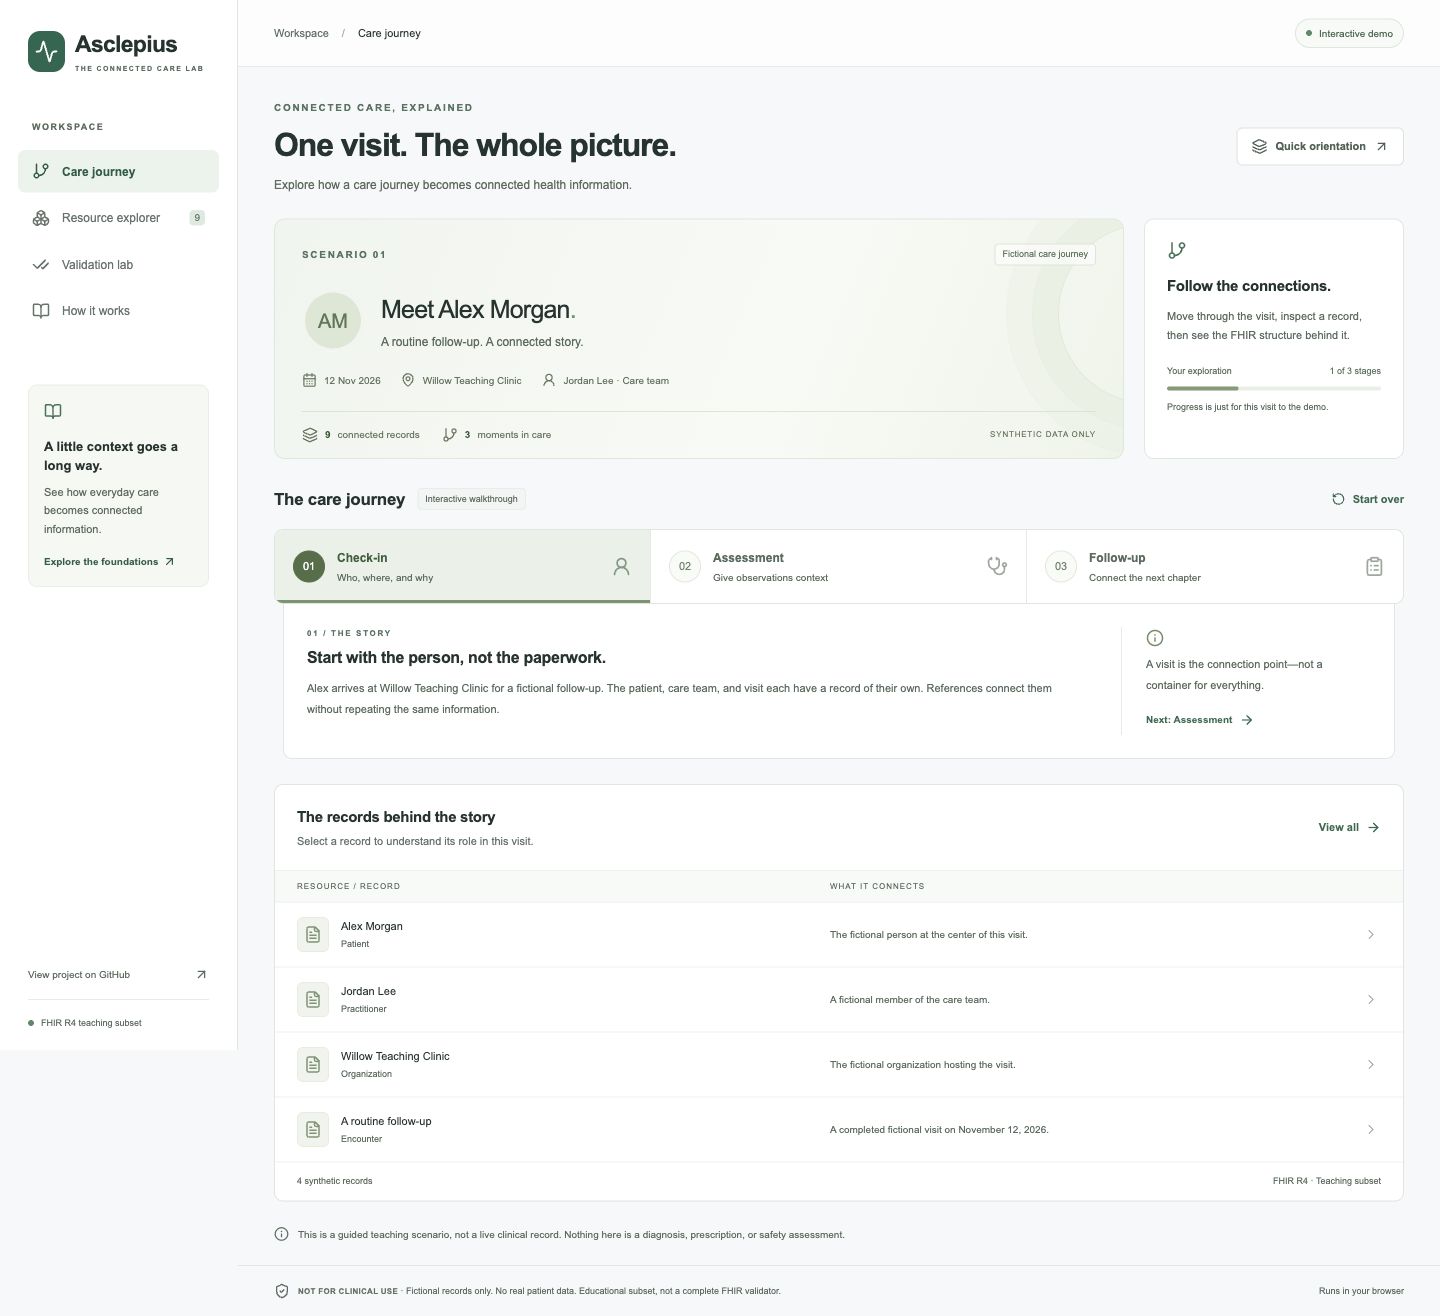 Asclepius
THE CONNECTED CARE LAB
WORKSPACE
Care journey
Resource explorer 9
Validation lab
How it works
A little context goes a
long way.
See how everyday care
becomes connected
information.
Explore the foundations
View project on GitHub
FHIR R4 teaching subset
Workspace / Care journey
Interactive demo
CONNECTED CARE, EXPLAINED
One visit. The whole picture.
Explore how a care journey becomes connected health information.
Quick orientation
SCENARIO 01
Fictional care journey
AM
Meet Alex Morgan.
A routine follow-up. A connected story.
12 Nov 2026 Willow Teaching Clinic Jordan Lee · Care team
9 connected records 3 moments in care
SYNTHETIC DATA ONLY
Follow the connections.
Move through the visit, inspect a record,
then see the FHIR structure behind it.
Your exploration 1 of 3 stages
Progress is just for this visit to the demo.
The care journey Interactive walkthrough
Start over
01 Check-in
Who, where, and why
02 Assessment
Give observations context
03 Follow-up
Connect the next chapter
01 / THE STORY
Start with the person, not the paperwork.
Alex arrives at Willow Teaching Clinic for a fictional follow-up. The patient, care team, and visit each have a record of their own. References connect them
without repeating the same information.
A visit is the connection point—not a
container for everything.
Next: Assessment
The records behind the story
Select a record to understand its role in this visit.
View all
RESOURCE / RECORD WHAT IT CONNECTS
Alex Morgan
Patient
The fictional person at the center of this visit.
Jordan Lee
Practitioner
A fictional member of the care team.
Willow Teaching Clinic
Organization
The fictional organization hosting the visit.
A routine follow-up
Encounter
A completed fictional visit on November 12, 2026.
4 synthetic records FHIR R4 · Teaching subset
This is a guided teaching scenario, not a live clinical record. Nothing here is a diagnosis, prescription, or safety assessment.
NOT FOR CLINICAL USE · Fictional records only. No real patient data. Educational subset, not a complete FHIR validator.
Runs in your browser